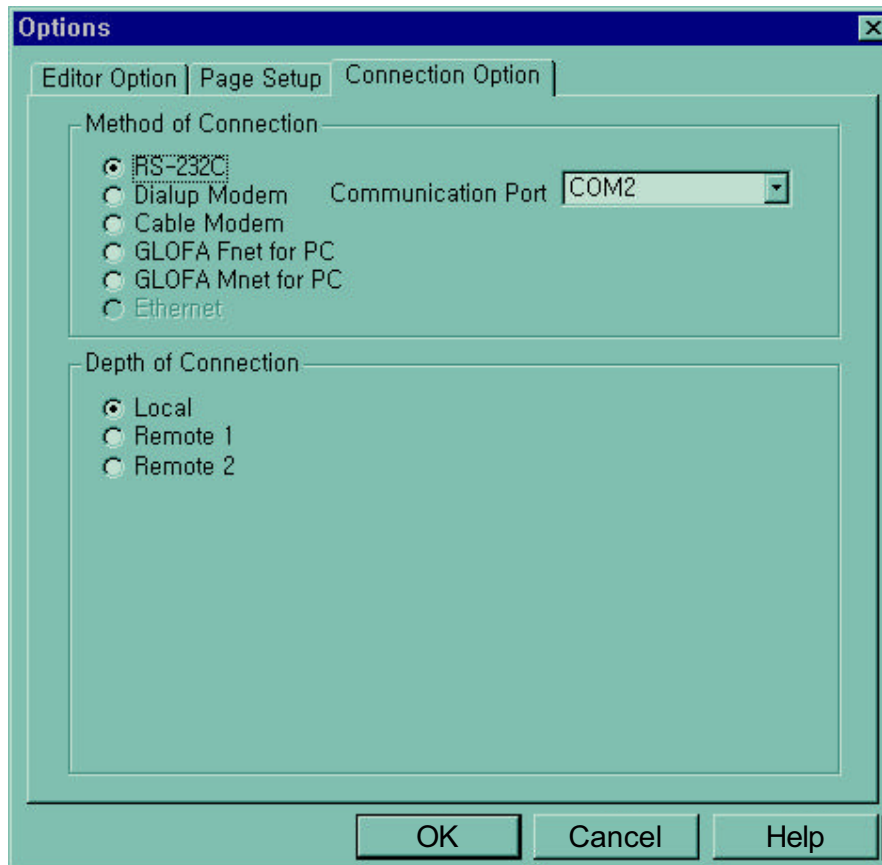 Options
Editor Option Page Setup Connection Option
Method of Connection
RS-232C
Dialup Modem Communication Port COM2
Cable Modem
GLOFA Fnet for PC
GLOFA Mnet for PC
Ethernet
Depth of Connection
Local
Remote 1
Remote 2
OK Cancel Help